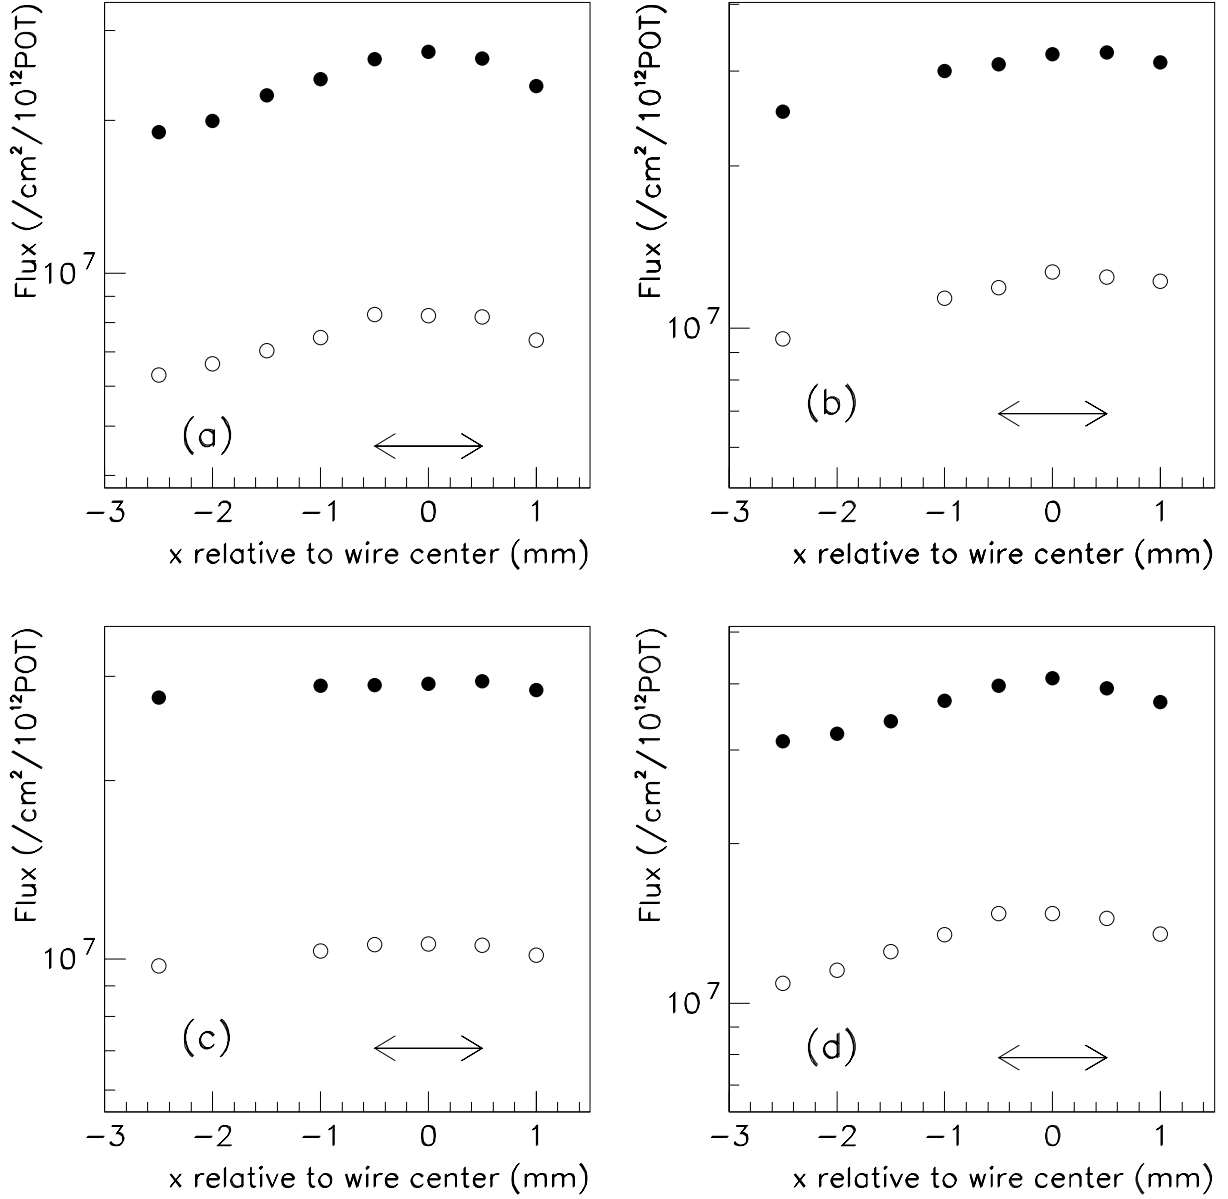 Flux (/cm²/10¹²POT)
10⁷
(a)
−3 −2 −1 0 1
x relative to wire center (mm)
Flux (/cm²/10¹²POT)
10⁷
(b)
−3 −2 −1 0 1
x relative to wire center (mm)
Flux (/cm²/10¹²POT)
10⁷
(c)
−3 −2 −1 0 1
x relative to wire center (mm)
Flux (/cm²/10¹²POT)
10⁷
(d)
−3 −2 −1 0 1
x relative to wire center (mm)